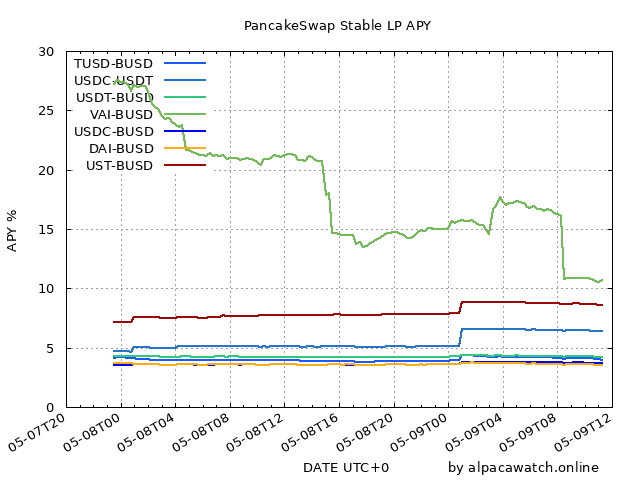 PancakeSwap Stable LP APY
30
25
20
15
10
5
0
APY %
TUSD-BUSD
USDC-USDT
USDT-BUSD
VAI-BUSD
USDC-BUSD
DAI-BUSD
UST-BUSD
05-07T20
05-08T00
05-08T04
05-08T08
05-08T12
05-08T16
05-08T20
05-09T00
05-09T04
05-09T08
05-09T12
DATE UTC+0
by alpacawatch.online